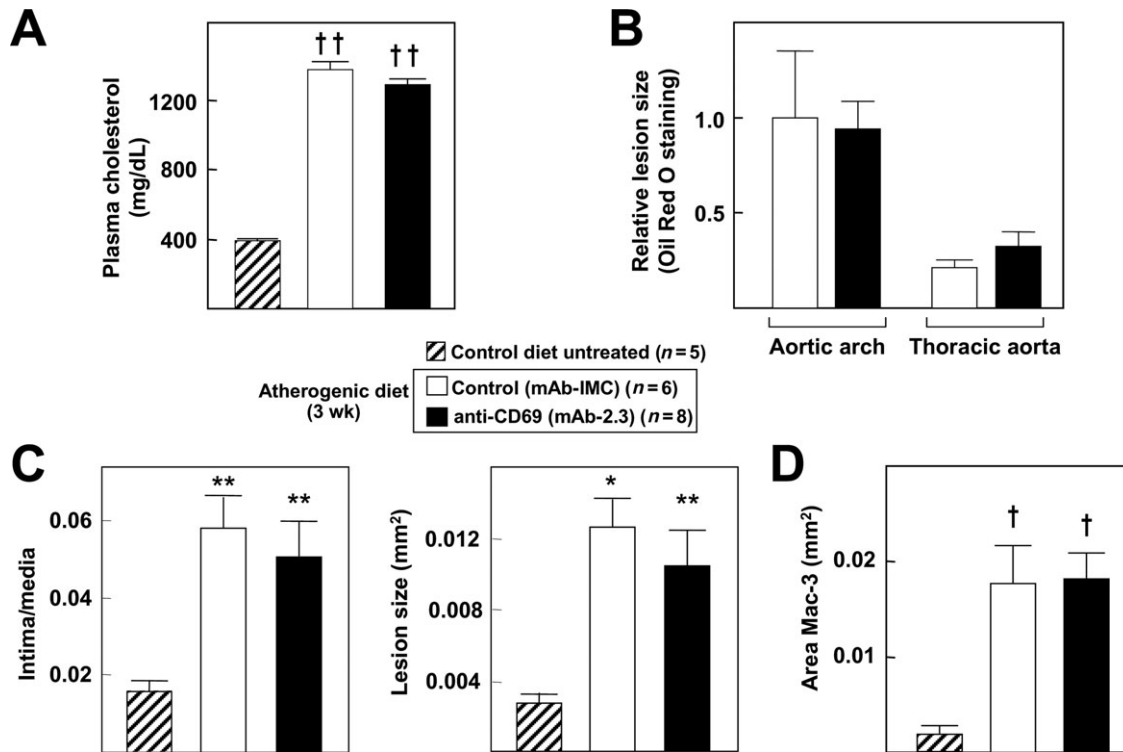 A
Plasma cholesterol
(mg/dL)
1200
800
400
††
††
B
Relative lesion size
(Oil Red O staining)
1.0
0.5
Aortic arch
Thoracic aorta
Control diet untreated (n=5)
Atherogenic diet
(3 wk)
Control (mAb-IMC) (n=6)
anti-CD69 (mAb-2.3) (n=8)
C
Intima/media
0.06
0.04
0.02
**
**
Lesion size (mm²)
0.012
0.008
0.004
*
**
D
Area Mac-3 (mm²)
0.02
0.01
†
†